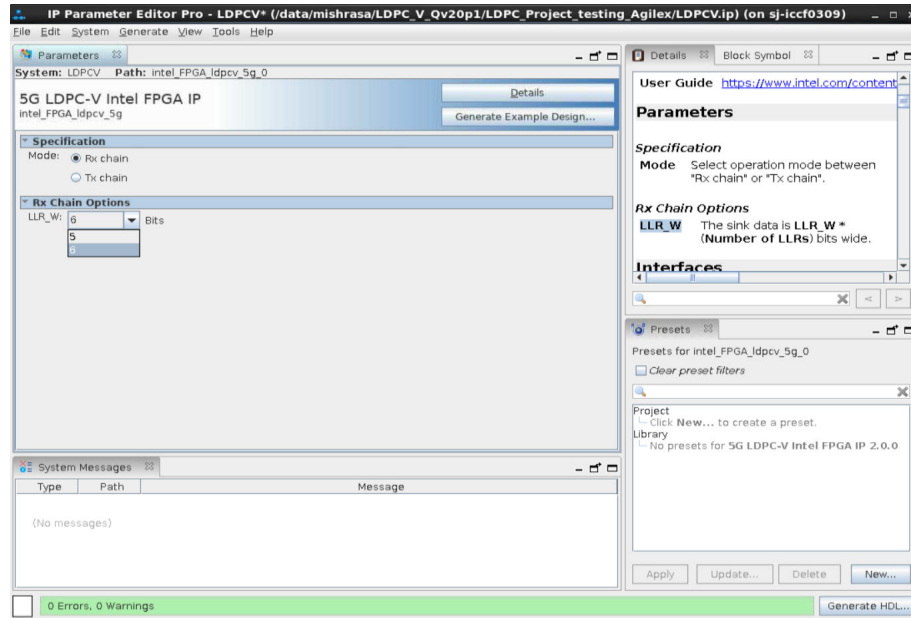 IP Parameter Editor Pro - LDPCV* (/data/mishrasa/LDPC_V_Qv20p1/LDPC_Project_testing_Agilex/LDPCV.ip) (on sj-iccf0309)
File Edit System Generate View Tools Help
Parameters
System: LDPCV Path: intel_FPGA_ldpcv_5g_0
5G LDPC-V Intel FPGA IP
intel_FPGA_ldpcv_5g
Details
Generate Example Design...
Specification
Mode: Rx chain
Tx chain
Rx Chain Options
LLR_W: 6 Bits
5
6
System Messages
Type Path Message
(No messages)
Details Block Symbol
User Guide https://www.intel.com/content
Parameters
Specification
Mode Select operation mode between
"Rx chain" or "Tx chain".
Rx Chain Options
LLR_W The sink data is LLR_W *
(Number of LLRs) bits wide.
Interfaces
< >
Presets
Presets for intel_FPGA_ldpcv_5g_0
Clear preset filters
Project
Click New... to create a preset.
Library
No presets for 5G LDPC-V Intel FPGA IP 2.0.0
Apply Update... Delete New...
0 Errors, 0 Warnings
Generate HDL...